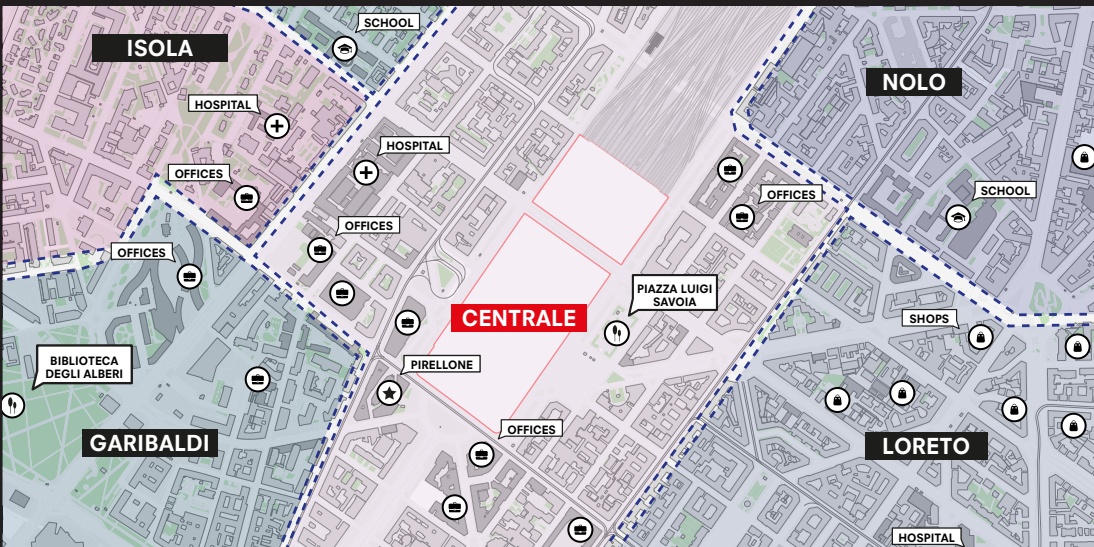 SCHOOL
ISOLA
NOLO
HOSPITAL
HOSPITAL
OFFICES
OFFICES
SCHOOL
OFFICES
OFFICES
PIAZZA LUIGI
SAVOIA
CENTRALE
SHOPS
BIBLIOTECA
DEGLI ALBERI
PIRELLONE
OFFICES
GARIBALDI
LORETO
HOSPITAL